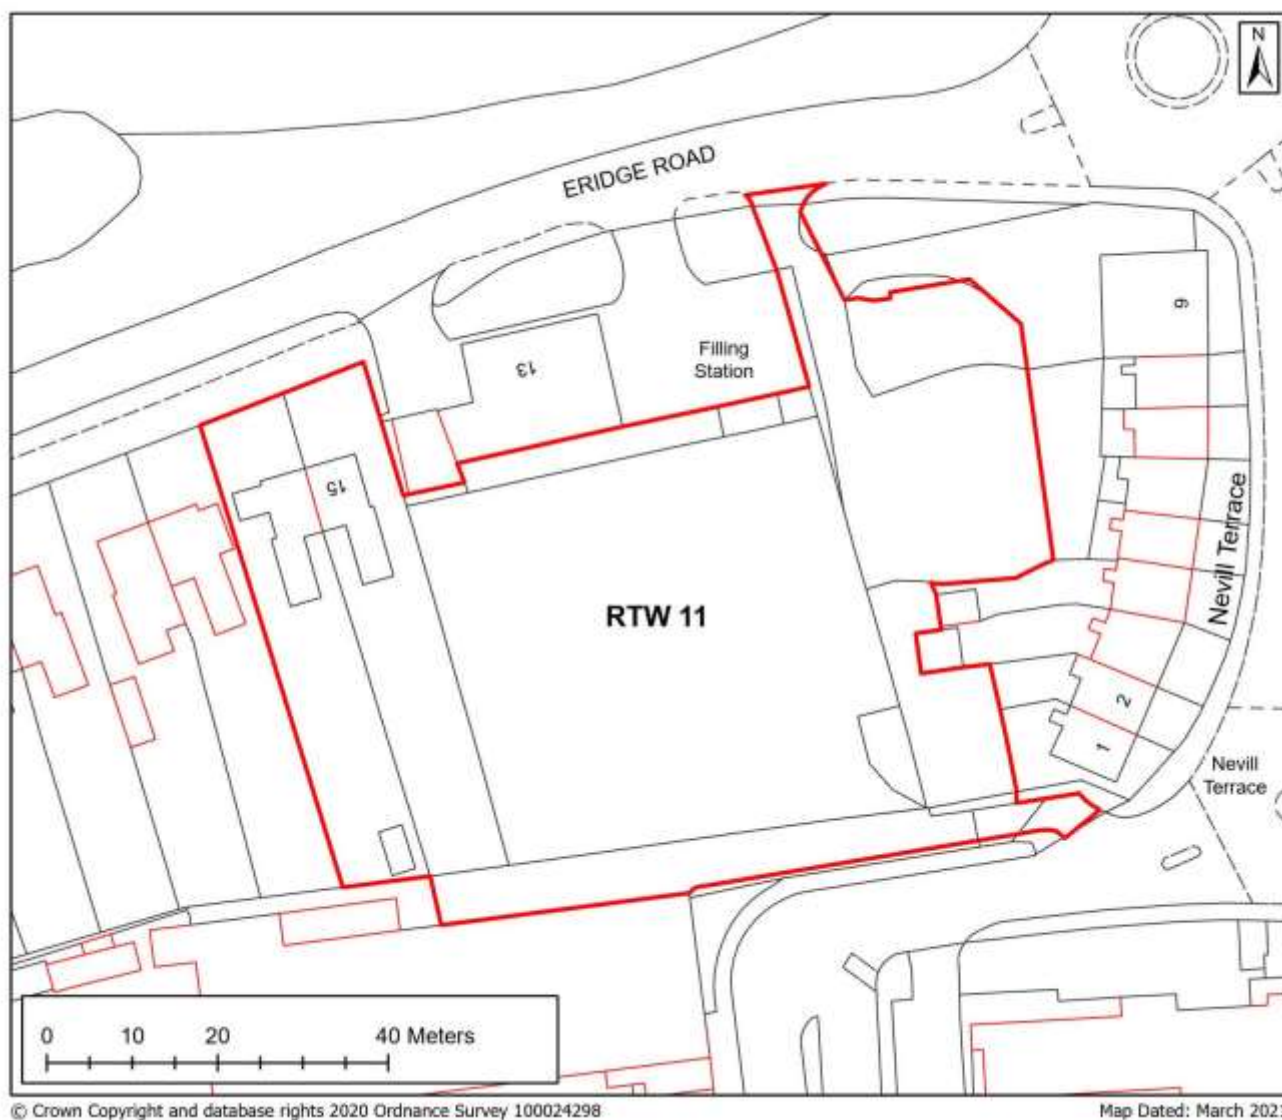 N
ERIDGE ROAD
9
13
Filling
Station
15
Nevill Terrace
RTW 11
2
1
Nevill
Terrace
0 10 20 40 Meters
© Crown Copyright and database rights 2020 Ordnance Survey 100024298
Map Dated: March 2021